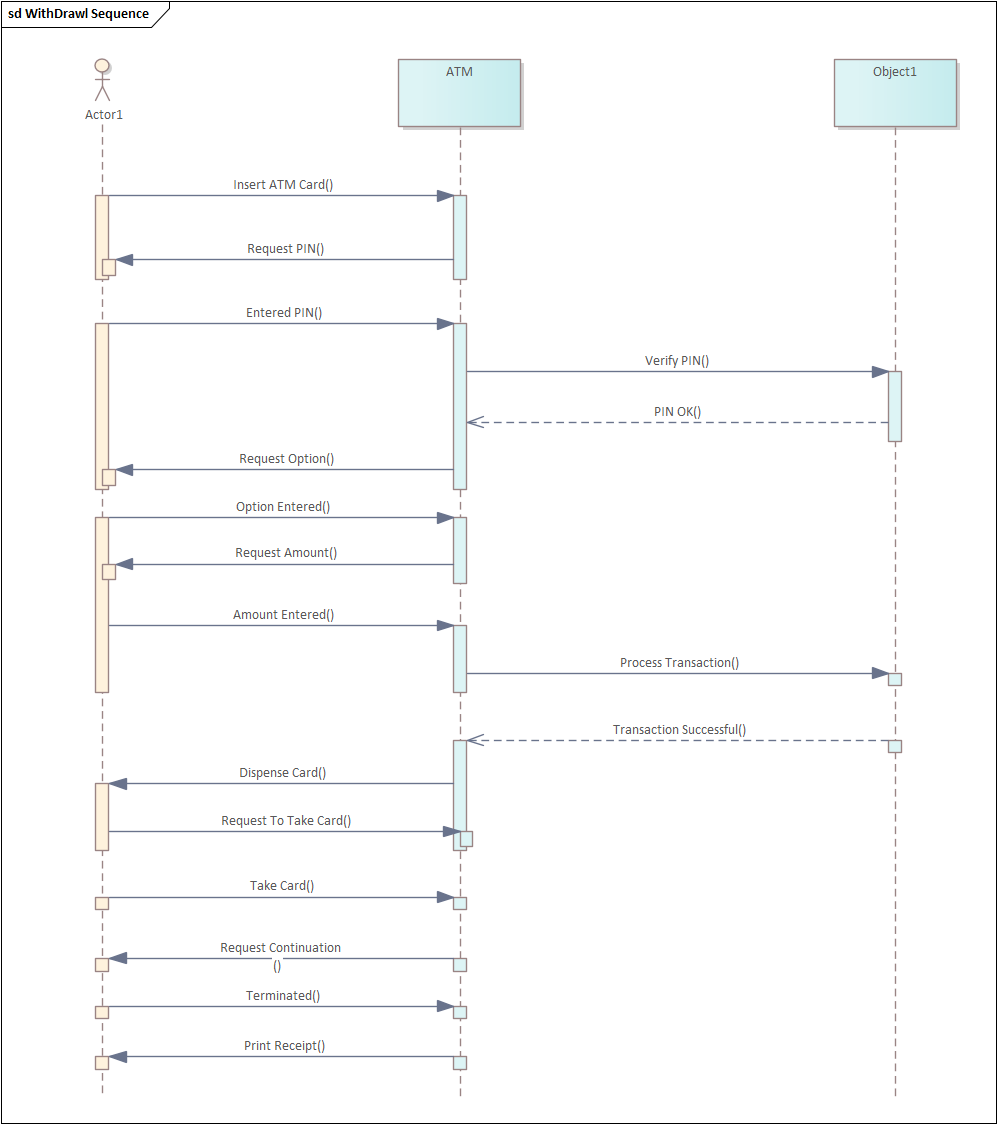 sd WithDrawl Sequence
Actor1
ATM
Object1
Insert ATM Card()
Request PIN()
Entered PIN()
Verify PIN()
PIN OK()
Request Option()
Option Entered()
Request Amount()
Amount Entered()
Process Transaction()
Transaction Successful()
Dispense Card()
Request To Take Card()
Take Card()
Request Continuation
()
Terminated()
Print Receipt()